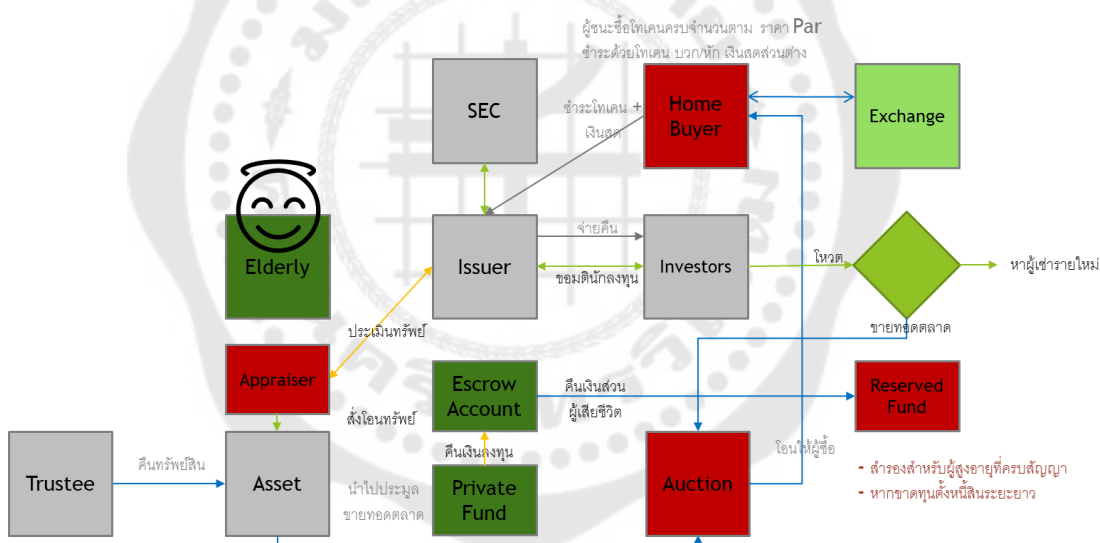 ผู้ชนะซื้อโทเคนครบจำนวนตาม ราคา Par
ชำระด้วยโทเคน บวก/หัก เงินสดส่วนต่าง
SEC
ชำระโทเคน +
เงินสด
Home
Buyer
Exchange
Elderly
Issuer
จ่ายคืน
ขอมตินักลงทุน
Investors
โหวต
หาผู้เช่ารายใหม่
ประเมินทรัพย์
ขายทอดตลาด
Appraiser
สั่งโอนทรัพย์
Escrow
Account
คืนเงินส่วน
ผู้เสียชีวิต
Reserved
Fund
คืนเงินลงทุน
Trustee
คืนทรัพย์สิน
Asset
นำไปประมูล
ขายทอดตลาด
Private
Fund
Auction
โอนให้ผู้ซื้อ
- สำรองสำหรับผู้สูงอายุที่ครบสัญญา
- หากขาดทุนตั้งหนี้สินระยะยาว